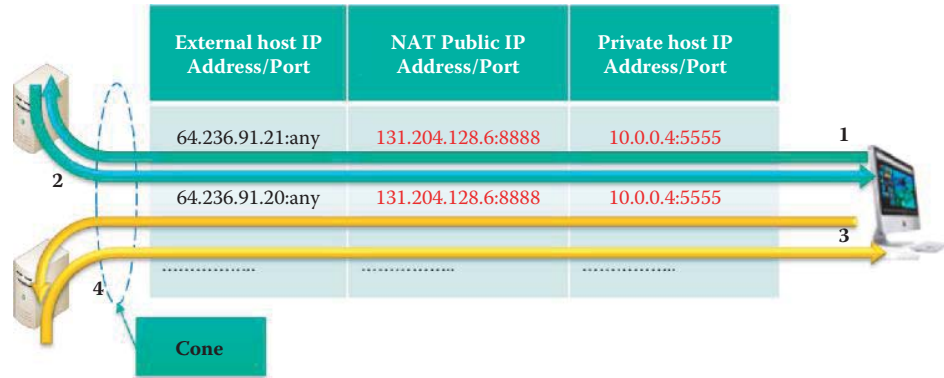 External host IP
Address/Port
NAT Public IP
Address/Port
Private host IP
Address/Port
64.236.91.21:any
131.204.128.6:8888
10.0.0.4:5555
1
2
64.236.91.20:any
131.204.128.6:8888
10.0.0.4:5555
3
.................
................
................
4
Cone